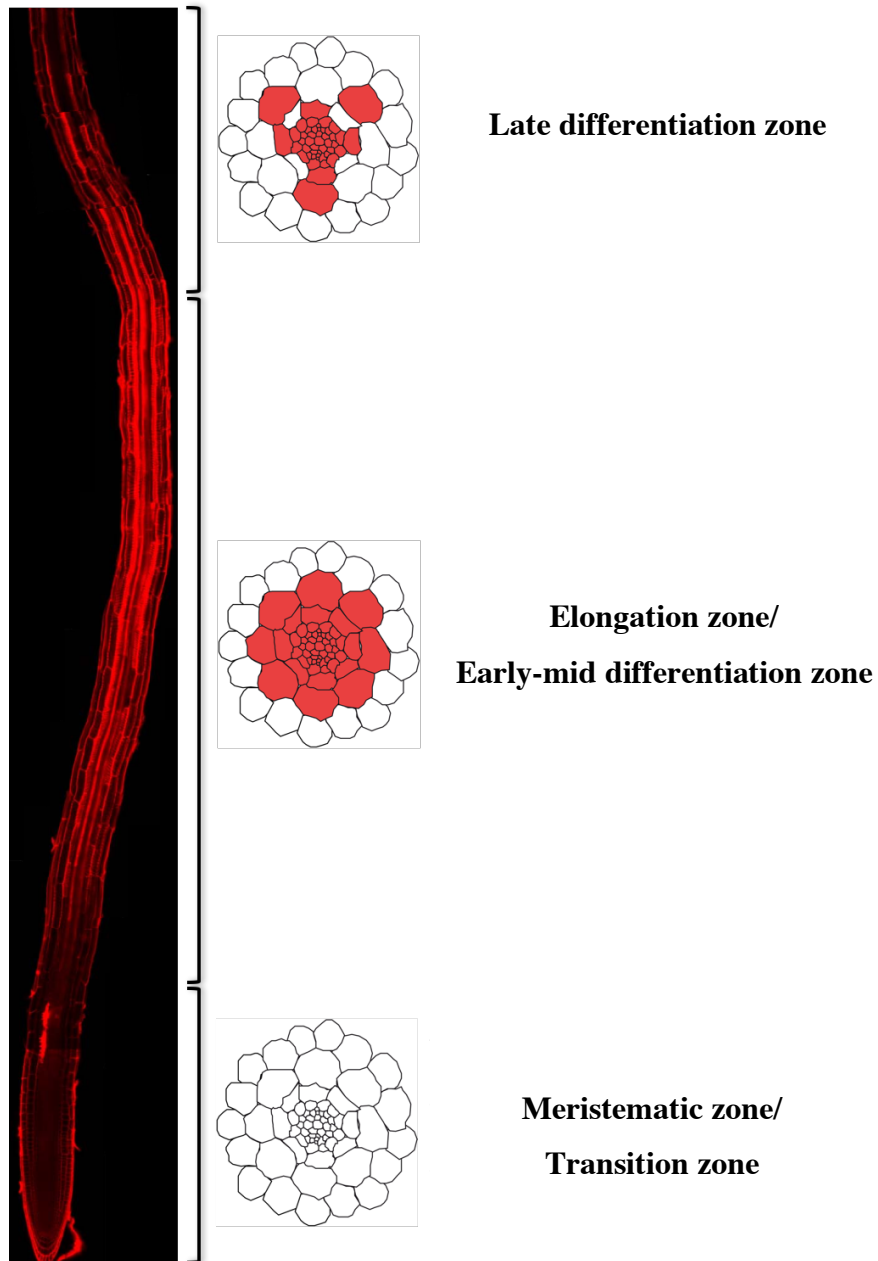 Late differentiation zone
Elongation zone/
Early-mid differentiation zone
Meristematic zone/
Transition zone